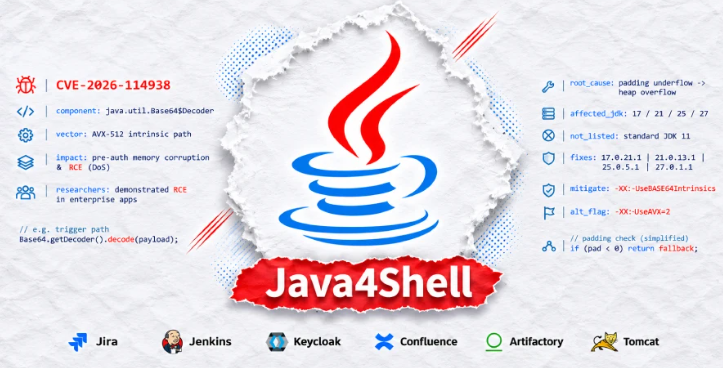 CVE-2026-114938
component: java.util.Base64$Decoder
vector: AVX-512 intrinsic path
impact: pre-auth memory corruption
& RCE (DoS)
researchers: demonstrated RCE
in enterprise apps
// e.g. trigger path
Base64.getDecoder().decode(payload);
root_cause: padding underflow ->
heap overflow
affected_jdk: 17 / 21 / 25 / 27
not_listed: standard JDK 11
fixes: 17.0.21.1 | 21.0.13.1 |
25.0.5.1 | 27.0.1.1
mitigate: -XX:-UseBASE64Intrinsics
alt_flag: -XX:UseAVX=2
// padding check (simplified)
if (pad < 0) return fallback;
Java4Shell
Jira
Jenkins
Keycloak
Confluence
Artifactory
Tomcat